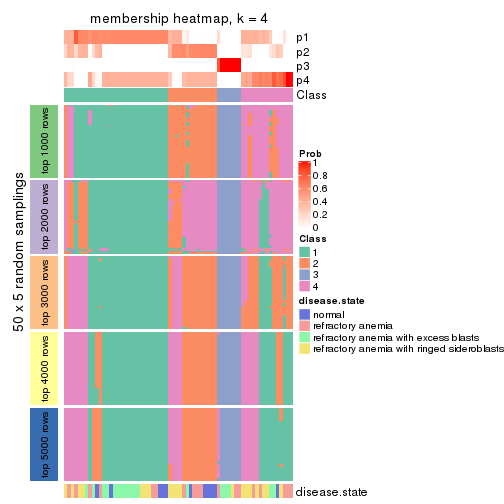 membership heatmap, k = 4
p1
p2
p3
p4
Class
50 x 5 random samplings
top 1000 rows
top 2000 rows
top 3000 rows
top 4000 rows
top 5000 rows
Prob
1
0.8
0.6
0.4
0.2
0
Class
1
2
3
4
disease.state
normal
refractory anemia
refractory anemia with excess blasts
refractory anemia with ringed sideroblasts
disease.state